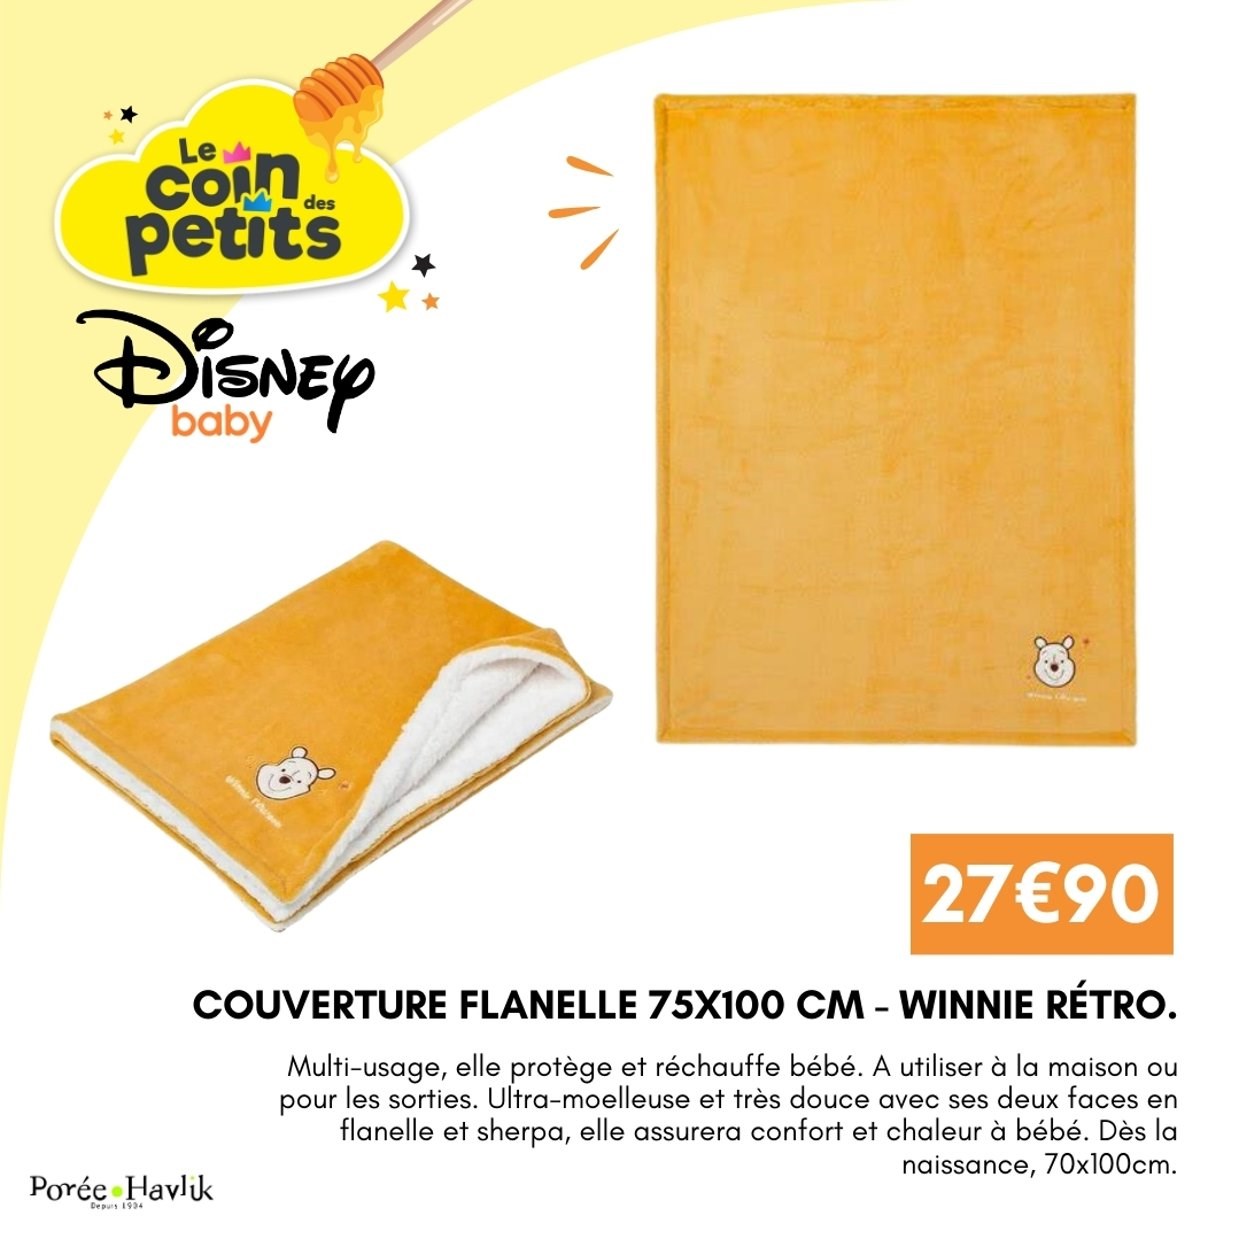 Le
coin
des
petits
Disney
baby
27€90
COUVERTURE FLANELLE 75X100 CM - WINNIE RÉTRO.
Multi-usage, elle protège et réchauffe bébé. A utiliser à la maison ou
pour les sorties. Ultra-moelleuse et très douce avec ses deux faces en
flanelle et sherpa, elle assurera confort et chaleur à bébé. Dès la
naissance, 70x100cm.
Porée Havlik
Depuis 1934